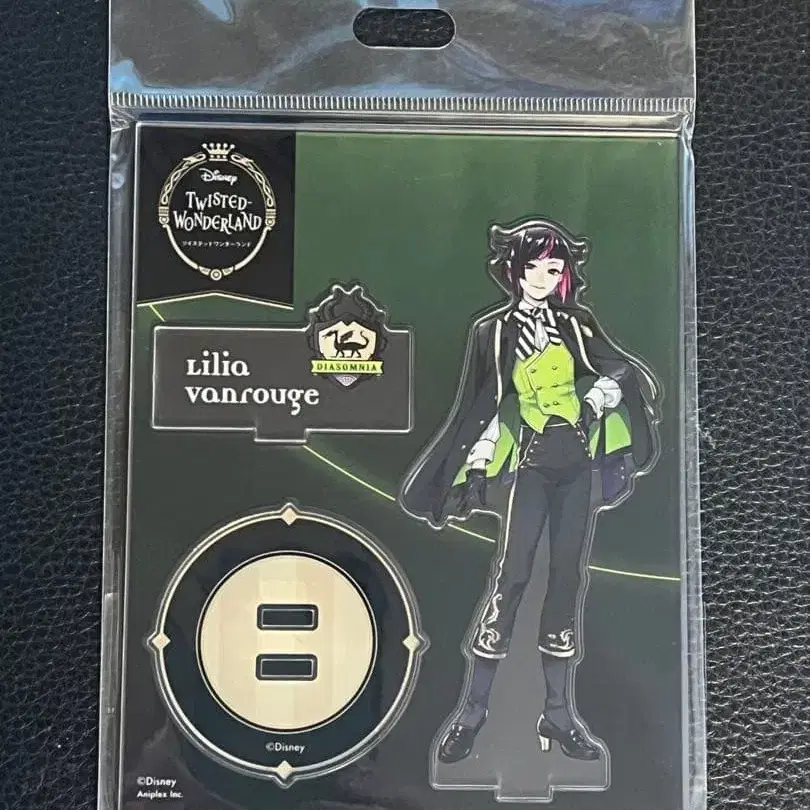 Disney
TWISTED-
WONDERLAND
ツイステッドワンダーランド
Lilia
vanrouge
DIASOMNIA
©Disney
©Disney
Aniplex Inc.